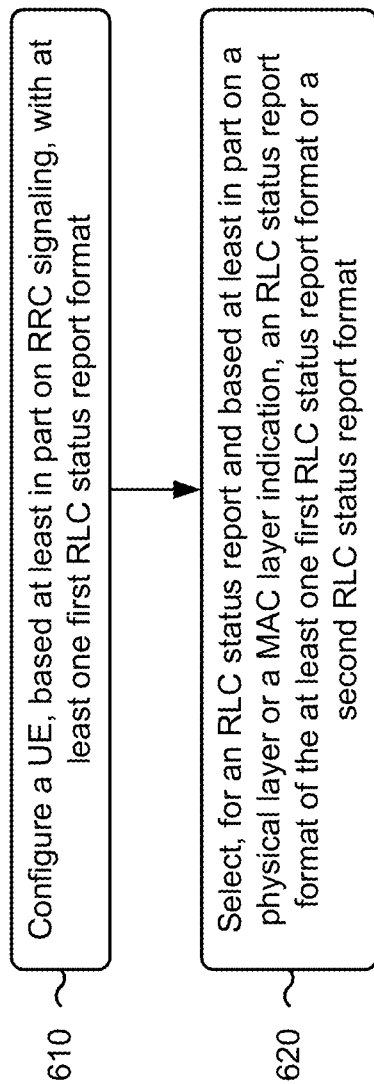 610
Configure a UE, based at least in part on RRC signaling, with at
least one first RLC status report format
620
Select, for an RLC status report and based at least in part on a
physical layer or a MAC layer indication, an RLC status report
format of the at least one first RLC status report format or a
second RLC status report format